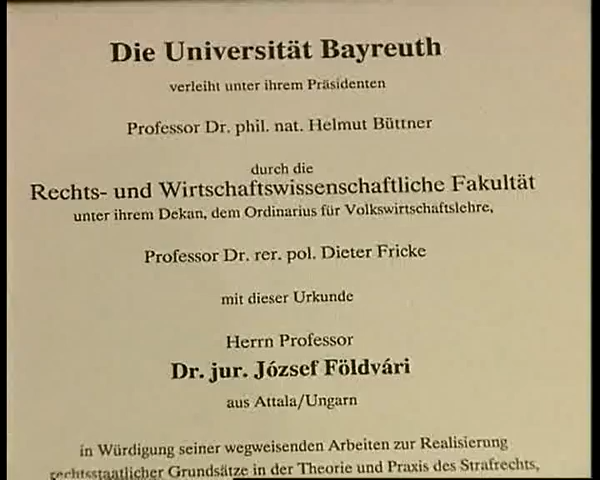 Die Universität Bayreuth
verleiht unter ihrem Präsidenten
Professor Dr. phil. nat. Helmut Büttner
durch die
Rechts- und Wirtschaftswissenschaftliche Fakultät
unter ihrem Dekan, dem Ordinarius für Volkswirtschaftslehre,
Professor Dr. rer. pol. Dieter Fricke
mit dieser Urkunde
Herrn Professor
Dr. jur. József Földvári
aus Attala/Ungarn
in Würdigung seiner wegweisenden Arbeiten zur Realisierung
rechtsstaatlicher Grundsätze in der Theorie und Praxis des Strafrechts,